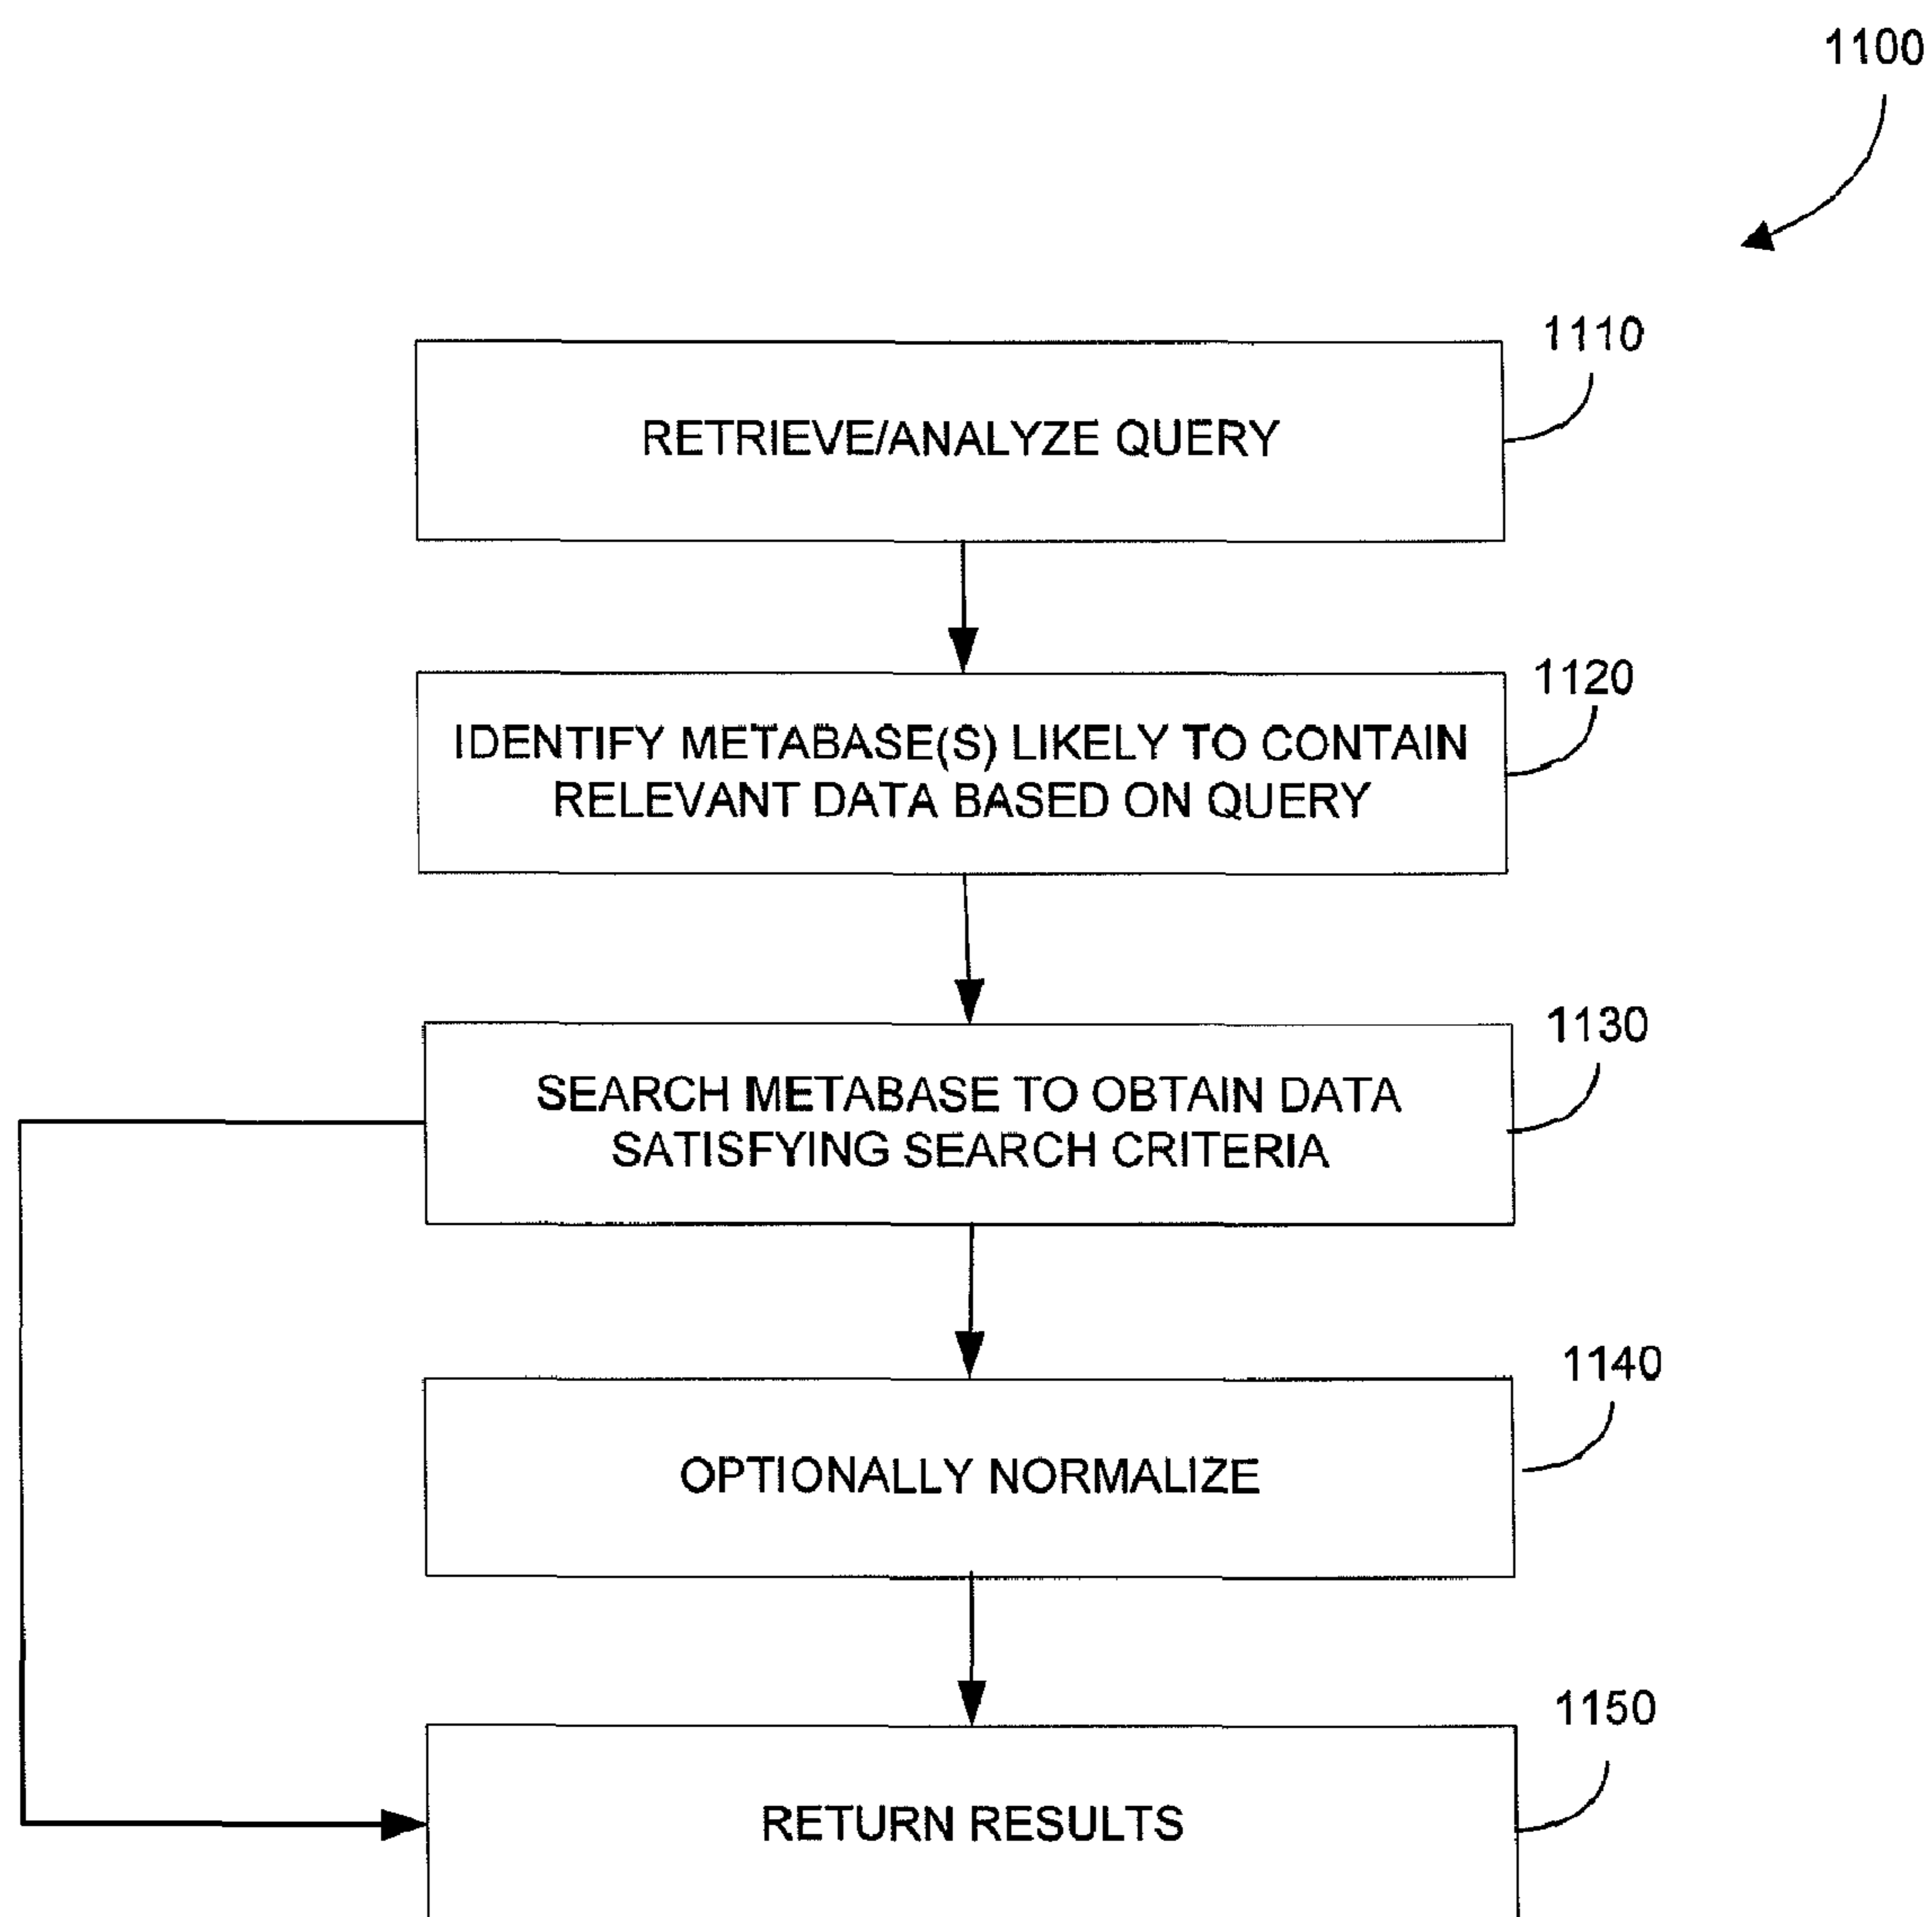 1100
1110
RETRIEVE/ANALYZE QUERY
1120
IDENTIFY METABASE(S) LIKELY TO CONTAIN
RELEVANT DATA BASED ON QUERY
1130
SEARCH METABASE TO OBTAIN DATA
SATISFYING SEARCH CRITERIA
1140
OPTIONALLY NORMALIZE
1150
RETURN RESULTS